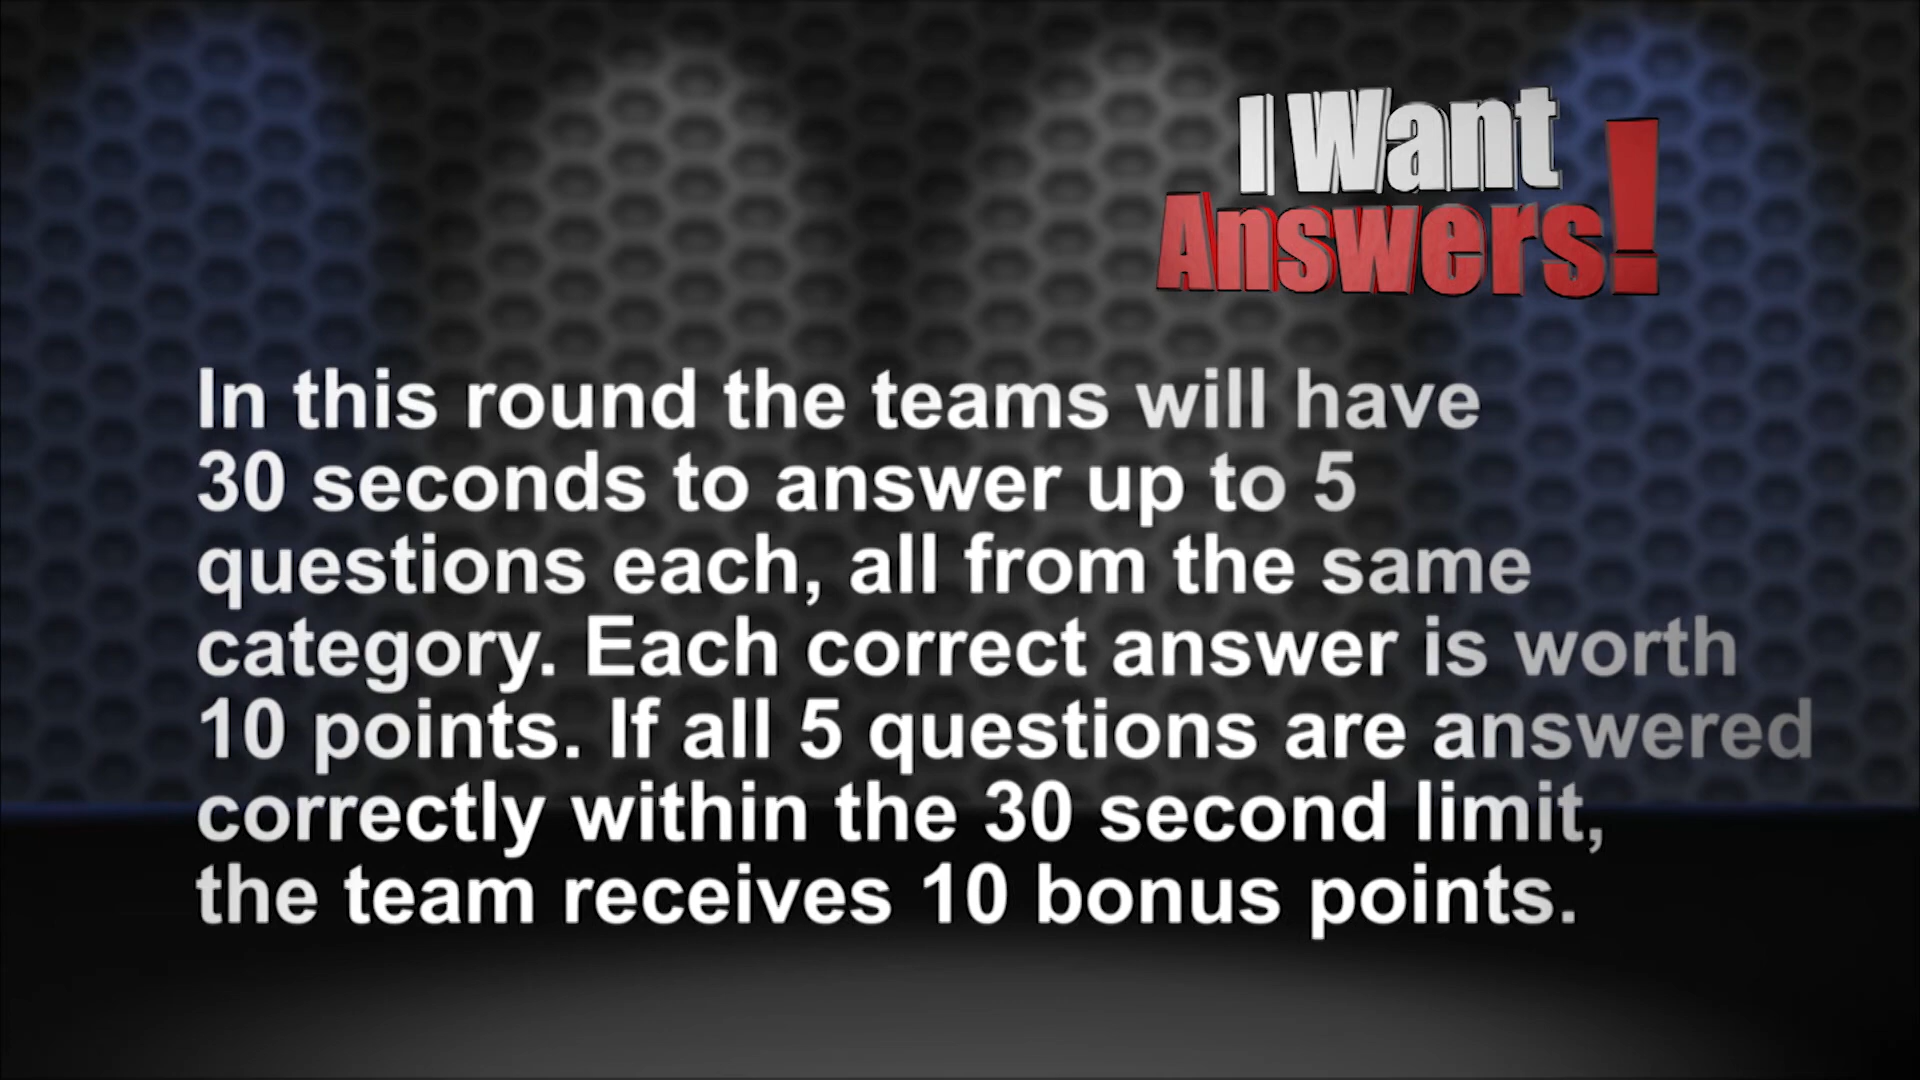 I Want
Answers!
In this round the teams will have
30 seconds to answer up to 5
questions each, all from the same
category. Each correct answer is worth
10 points. If all 5 questions are answered
correctly within the 30 second limit,
the team receives 10 bonus points.